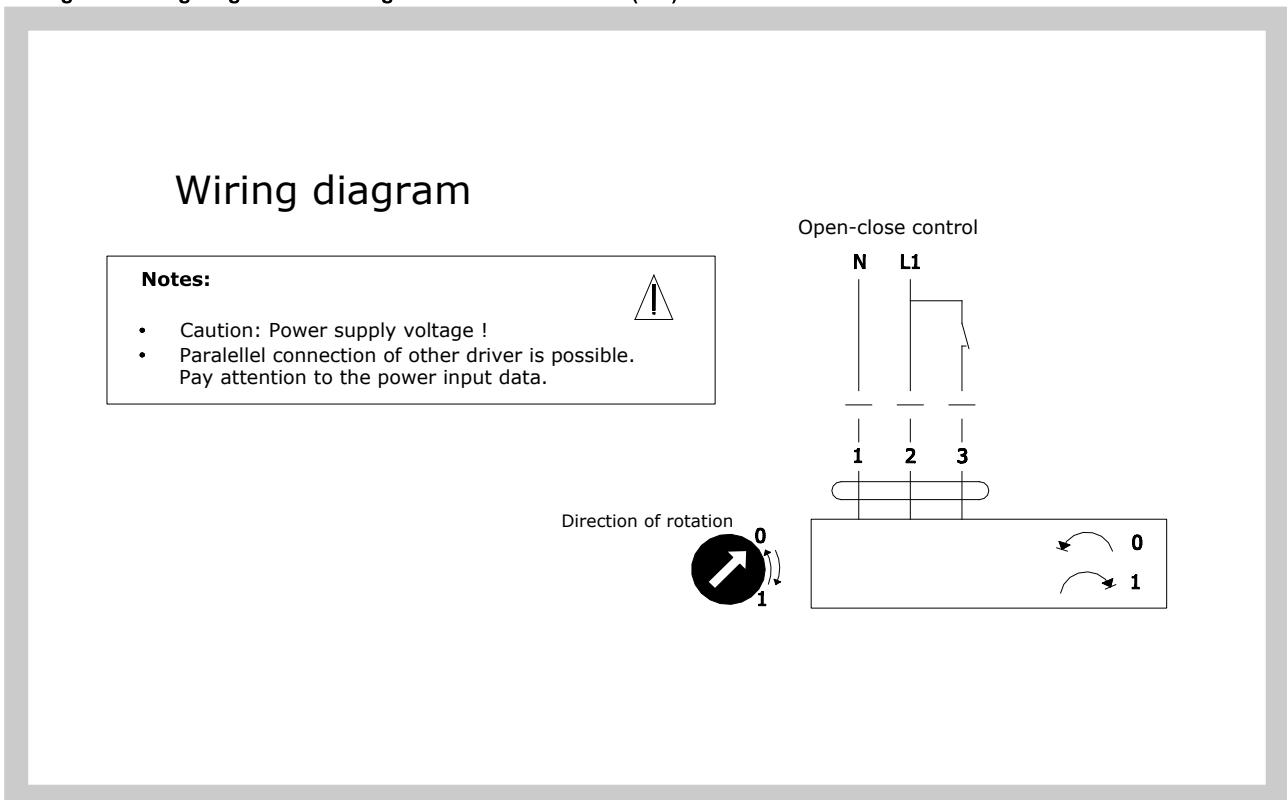 Wiring diagram
Notes:
• Caution: Power supply voltage !
• Paralellel connection of other driver is possible.
Pay attention to the power input data.
Open-close control
N L1
1 2 3
Direction of rotation
0
1
0
1